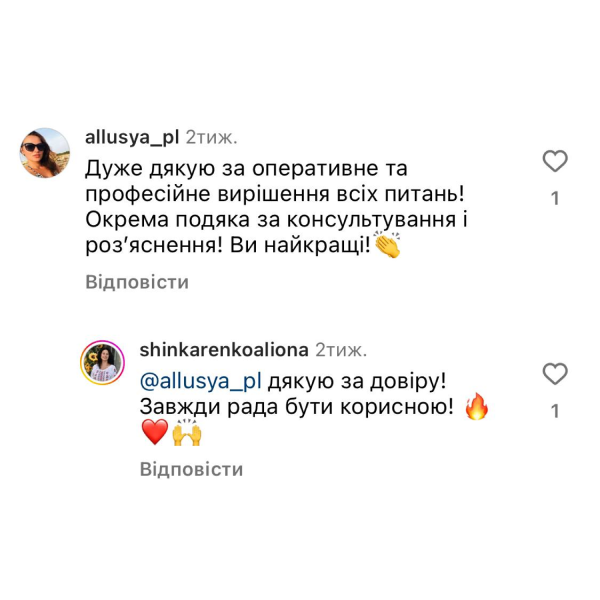 allusya_pl 2тиж.
Дуже дякую за оперативне та
професійне вирішення всіх питань!
Окрема подяка за консультування і
роз’яснення! Ви найкращі!👏
1
Відповісти
shinkarenkoaliona 2тиж.
@allusya_pl дякую за довіру!
Завжди рада бути корисною! 🔥
❤️🙌
1
Відповісти